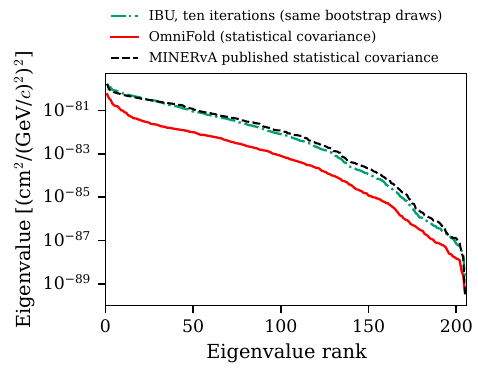 IBU, ten iterations (same bootstrap draws)
OmniFold (statistical covariance)
MINERvA published statistical covariance
Eigenvalue [(cm²/(GeV/c)²)²]
10⁻⁸¹
10⁻⁸³
10⁻⁸⁵
10⁻⁸⁷
10⁻⁸⁹
0 50 100 150 200
Eigenvalue rank